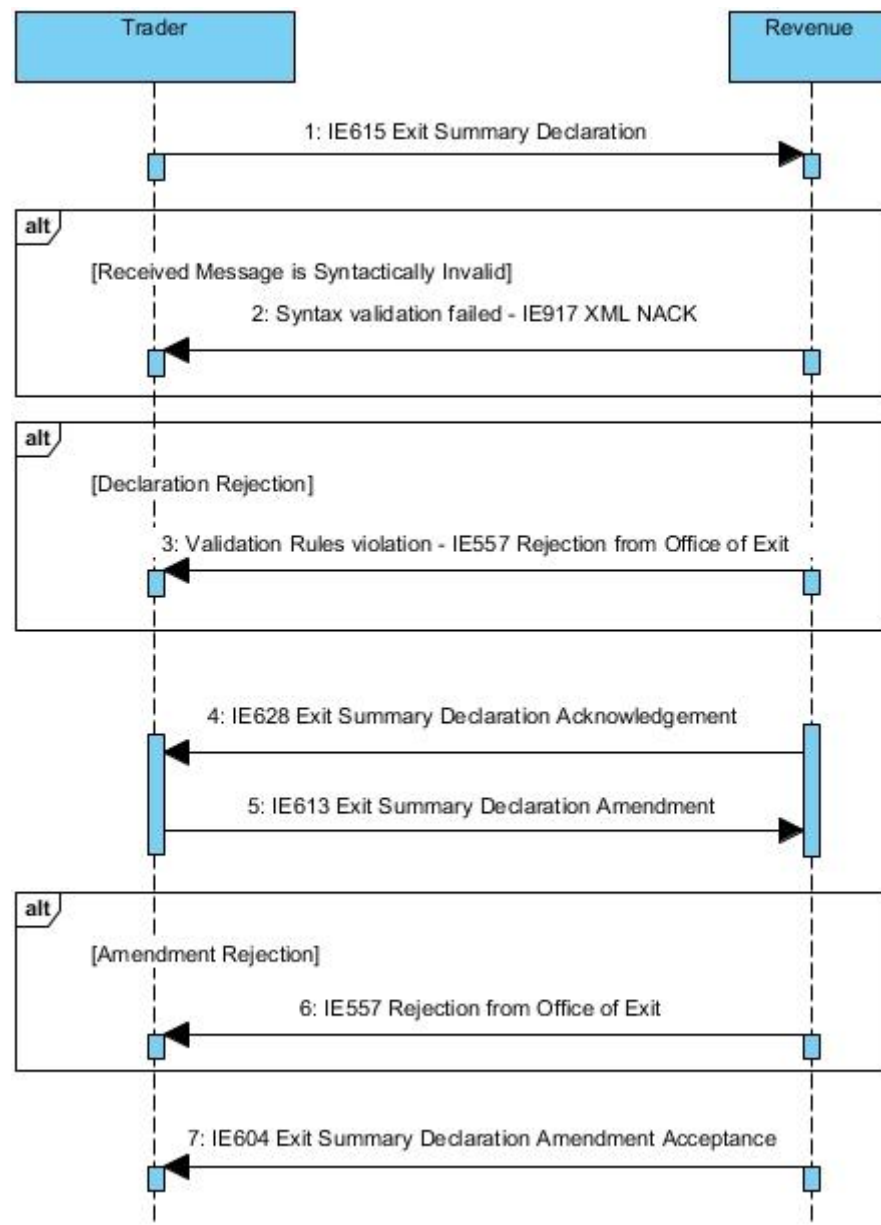 Trader
Revenue
1: IE615 Exit Summary Declaration
alt
[Received Message is Syntactically Invalid]
2: Syntax validation failed - IE917 XML NACK
alt
[Declaration Rejection]
3: Validation Rules violation - IE557 Rejection from Office of Exit
4: IE628 Exit Summary Declaration Acknowledgement
5: IE613 Exit Summary Declaration Amendment
alt
[Amendment Rejection]
6: IE557 Rejection from Office of Exit
7: IE604 Exit Summary Declaration Amendment Acceptance